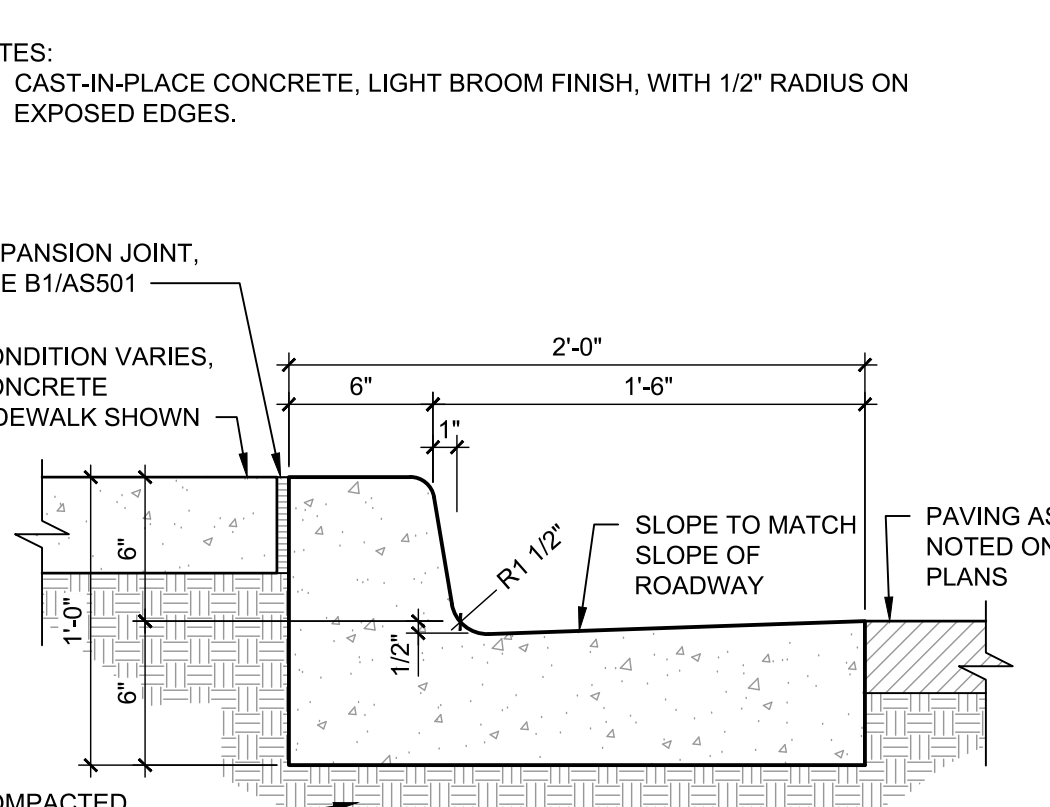 TES:
CAST-IN-PLACE CONCRETE, LIGHT BROOM FINISH, WITH 1/2" RADIUS ON
EXPOSED EDGES.
PANSION JOINT,
E B1/AS501
ONDITION VARIES,
ONCRETE
DEWALK SHOWN
2'-0"
6"
1'-6"
1"
R1 1/2"
SLOPE TO MATCH
SLOPE OF
ROADWAY
PAVING AS
NOTED ON
PLANS
6"
1'-0"
1/2"
6"
OMPACTED